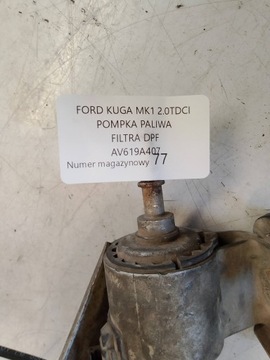 FORD KUGA MK1 2.0TDCI
POMPKA PALIWA
FILTRA DPF
AV619A407
Numer magazynowy 77